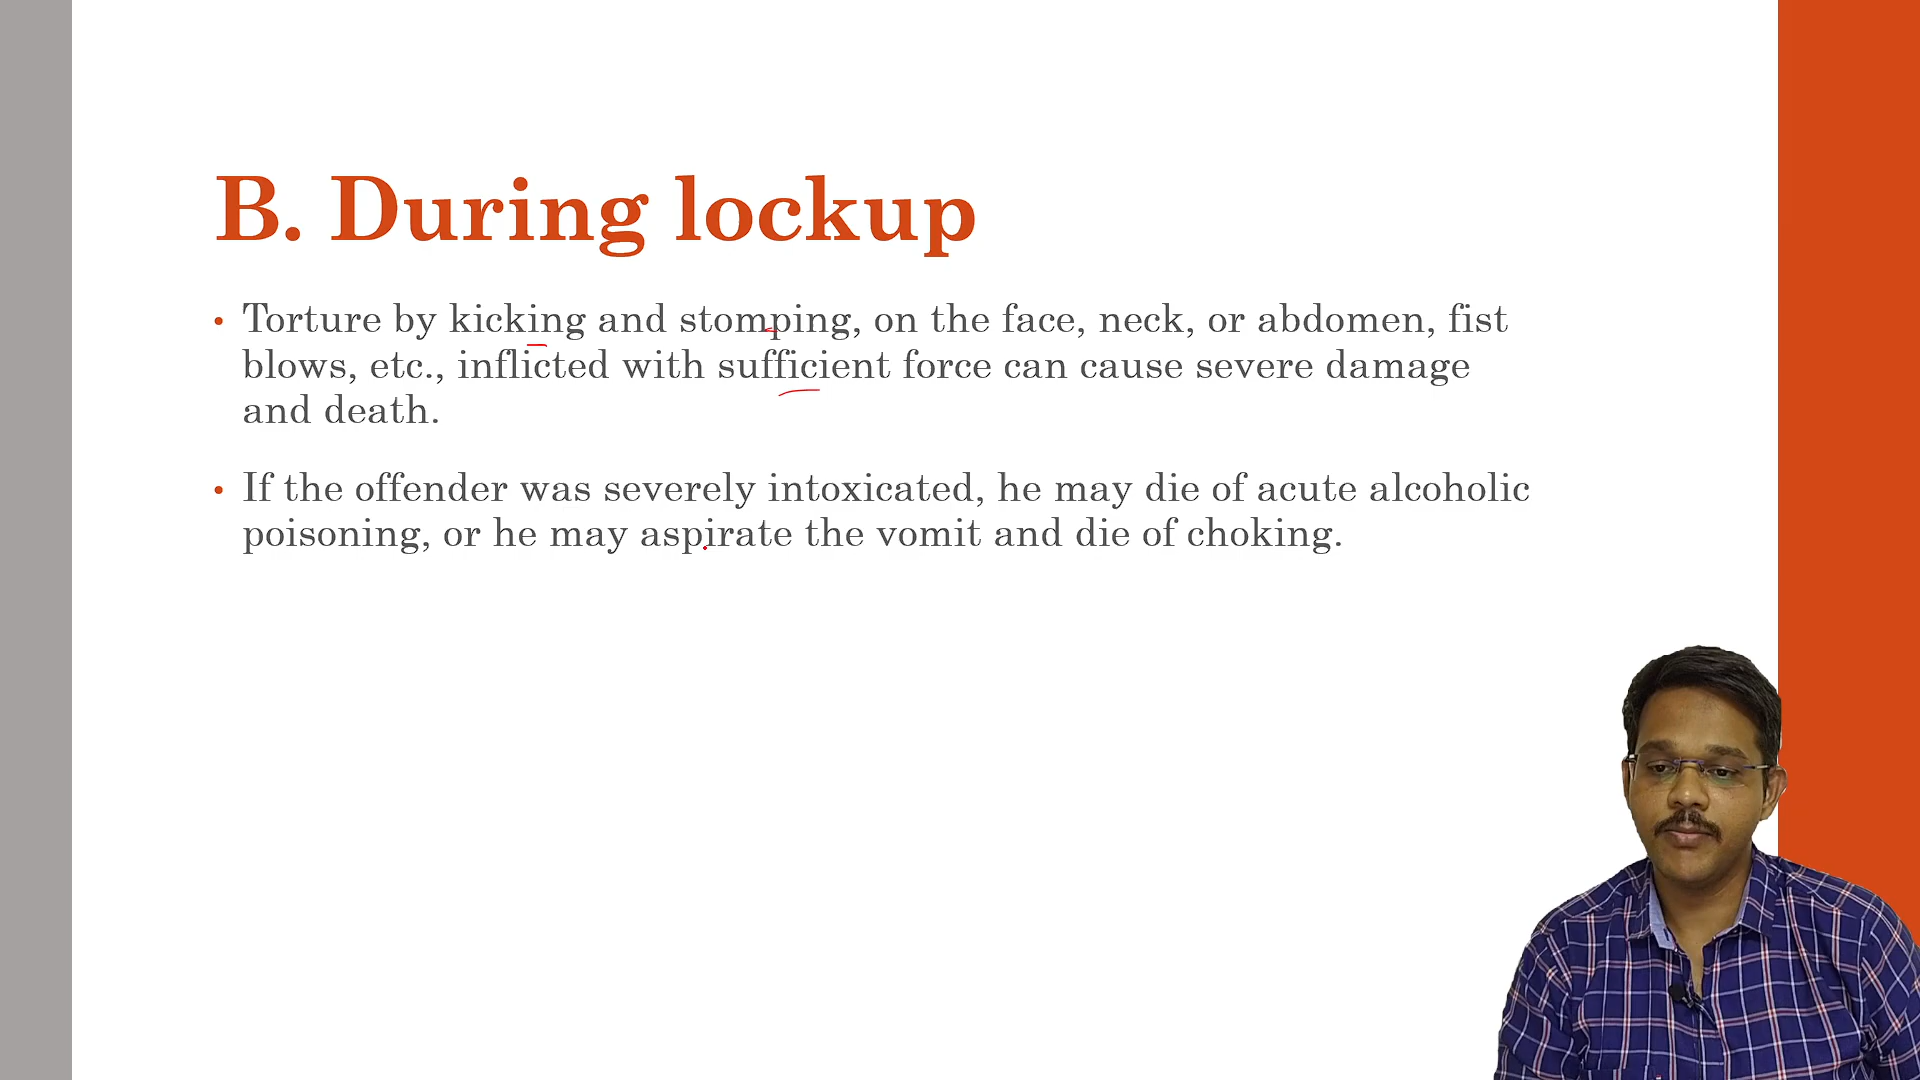 B. During lockup
• Torture by kicking and stomping, on the face, neck, or abdomen, fist
blows, etc., inflicted with sufficient force can cause severe damage
and death.
• If the offender was severely intoxicated, he may die of acute alcoholic
poisoning, or he may aspirate the vomit and die of choking.